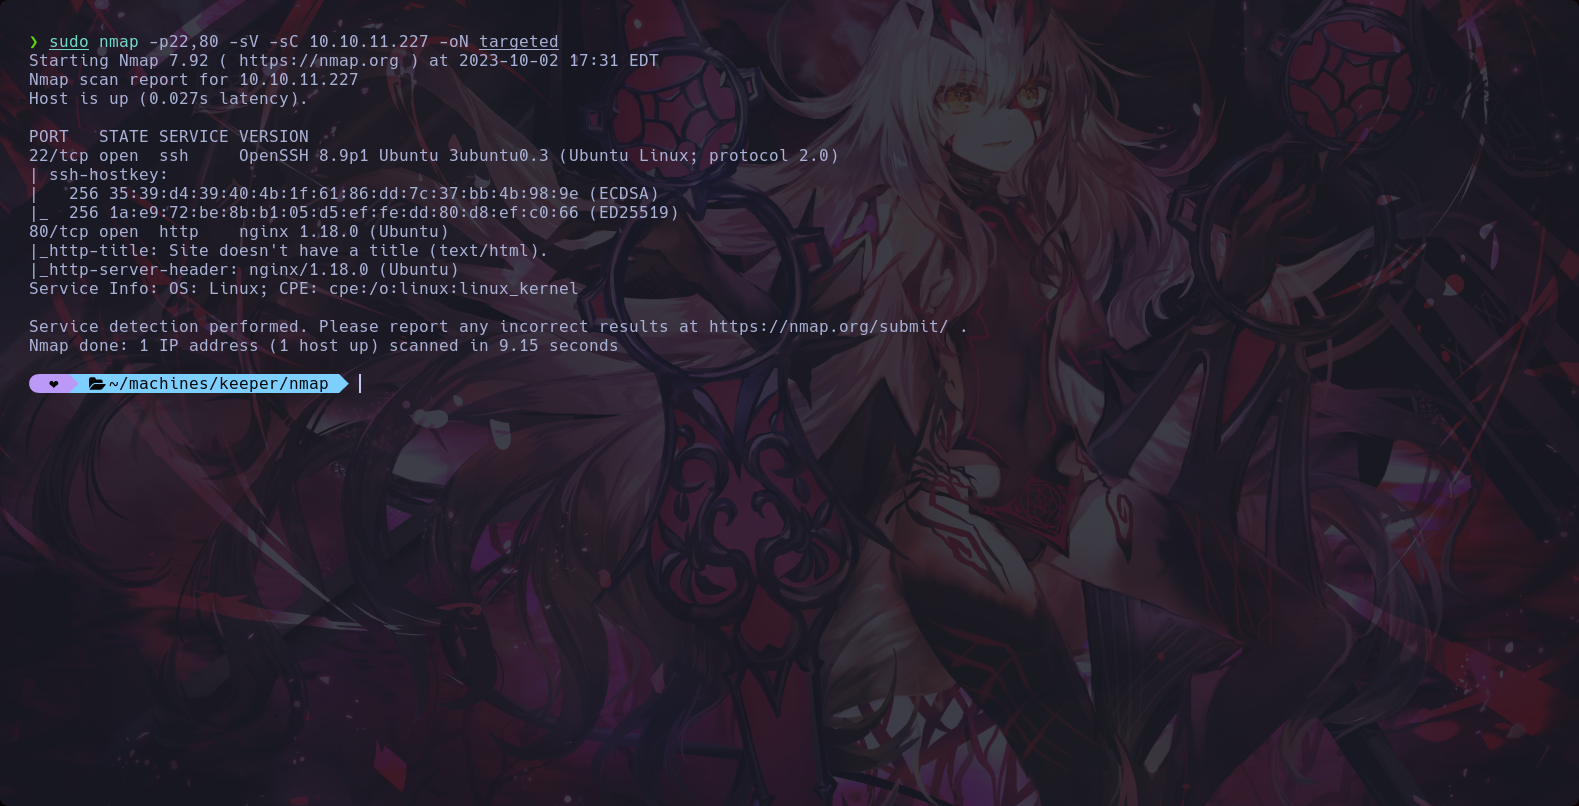 ❯ sudo nmap -p22,80 -sV -sC 10.10.11.227 -oN targeted
Starting Nmap 7.92 ( https://nmap.org ) at 2023-10-02 17:31 EDT
Nmap scan report for 10.10.11.227
Host is up (0.027s latency).
PORT   STATE SERVICE VERSION
22/tcp open  ssh     OpenSSH 8.9p1 Ubuntu 3ubuntu0.3 (Ubuntu Linux; protocol 2.0)
| ssh-hostkey:
|   256 35:39:d4:39:40:4b:1f:61:86:dd:7c:37:bb:4b:98:9e (ECDSA)
|_  256 1a:e9:72:be:8b:b1:05:d5:ef:fe:dd:80:d8:ef:c0:66 (ED25519)
80/tcp open  http    nginx 1.18.0 (Ubuntu)
|_http-title: Site doesn't have a title (text/html).
|_http-server-header: nginx/1.18.0 (Ubuntu)
Service Info: OS: Linux; CPE: cpe:/o:linux:linux_kernel
Service detection performed. Please report any incorrect results at https://nmap.org/submit/ .
Nmap done: 1 IP address (1 host up) scanned in 9.15 seconds
❤ ~/machines/keeper/nmap